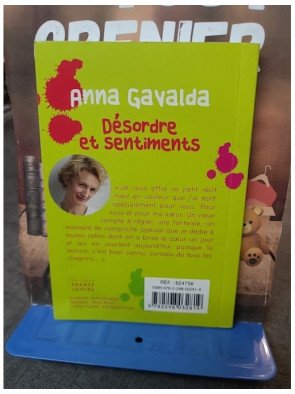 GRENIER
Anna Gavalda
Désordre
et sentiments
« Je vous offre ce petit récit
haut en couleur que j'ai écrit
spécialement pour vous. Pour
vous et pour ma sœur. Un vieux
compte à régler, une fantaisie, un
moment de complicité joyeuse que je dédie à
toutes celles dont on a brisé le cœur un jour
et qui en sourient aujourd'hui puisque la
lecture, c'est bien connu, console de tous les
chagrins... »
FRANCE
LOISIRS
RÉF : 624756